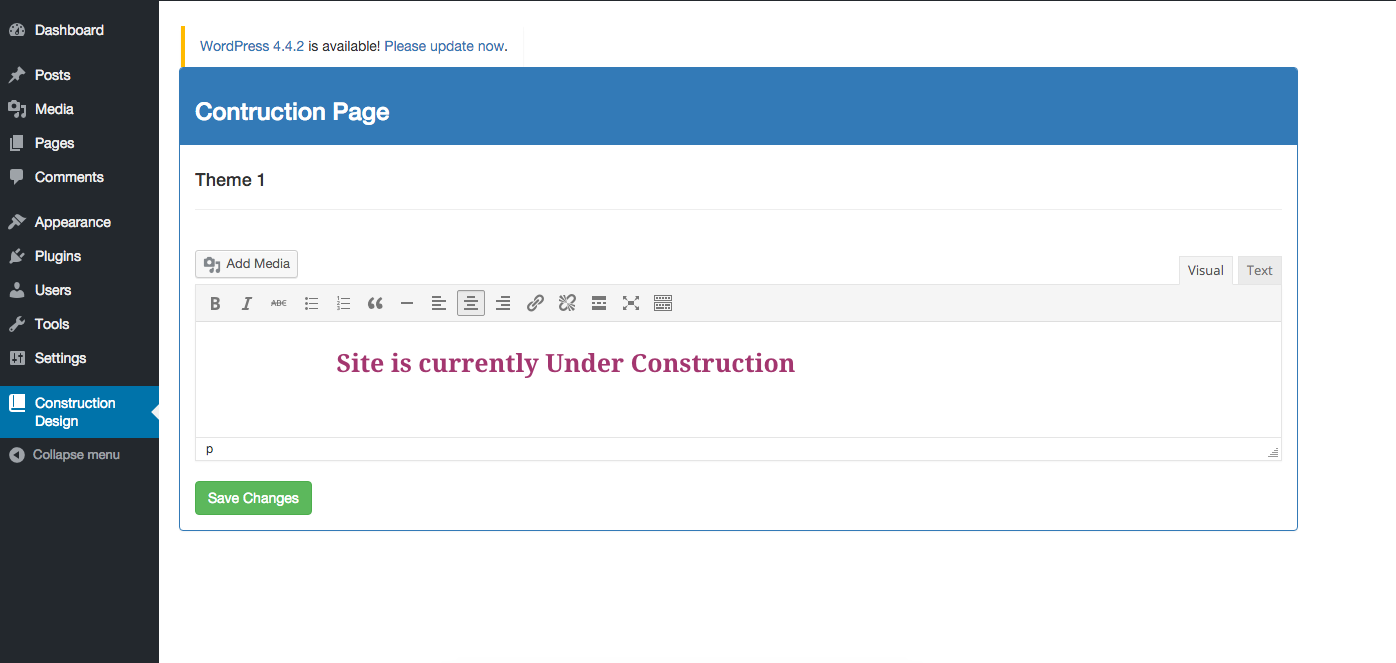 Dashboard
Posts
Media
Pages
Comments
Appearance
Plugins
Users
Tools
Settings
Construction
Design
Collapse menu
WordPress 4.4.2 is available! Please update now.
Contruction Page
Theme 1
Add Media
Visual Text
B I ABC
Site is currently Under Construction
p
Save Changes